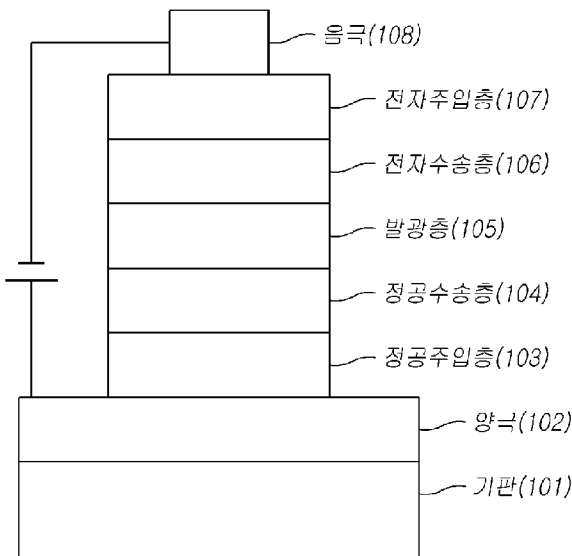 음극(108)
전자주입층(107)
전자수송층(106)
발광층(105)
정공수송층(104)
정공주입층(103)
양극(102)
기판(101)